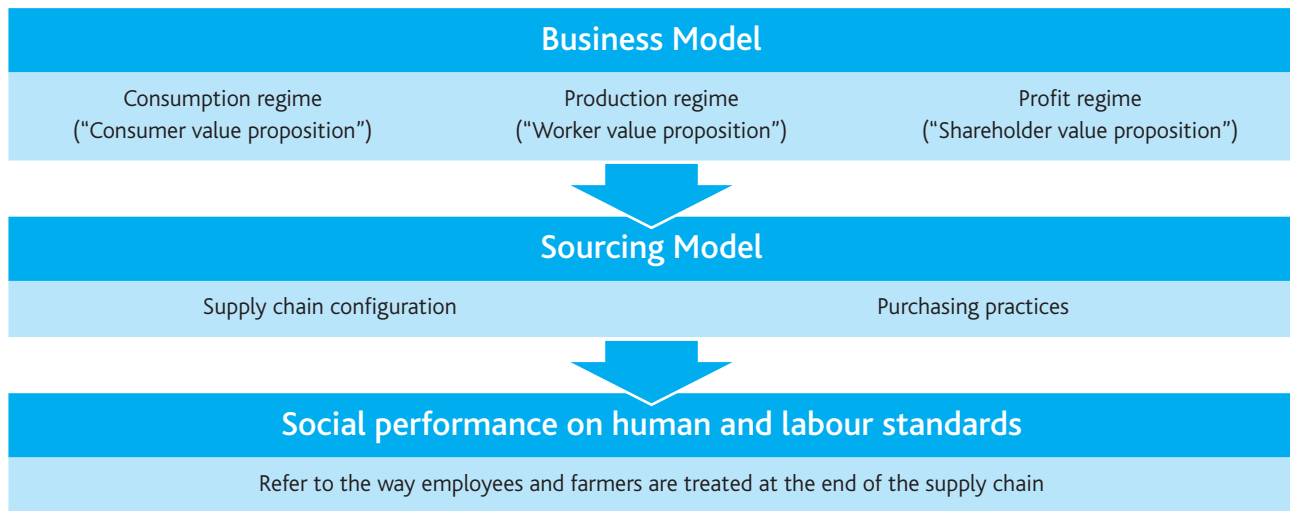 Business Model
Consumption regime
(“Consumer value proposition”)
Production regime
(“Worker value proposition”)
Profit regime
(“Shareholder value proposition”)
Sourcing Model
Supply chain configuration
Purchasing practices
Social performance on human and labour standards
Refer to the way employees and farmers are treated at the end of the supply chain